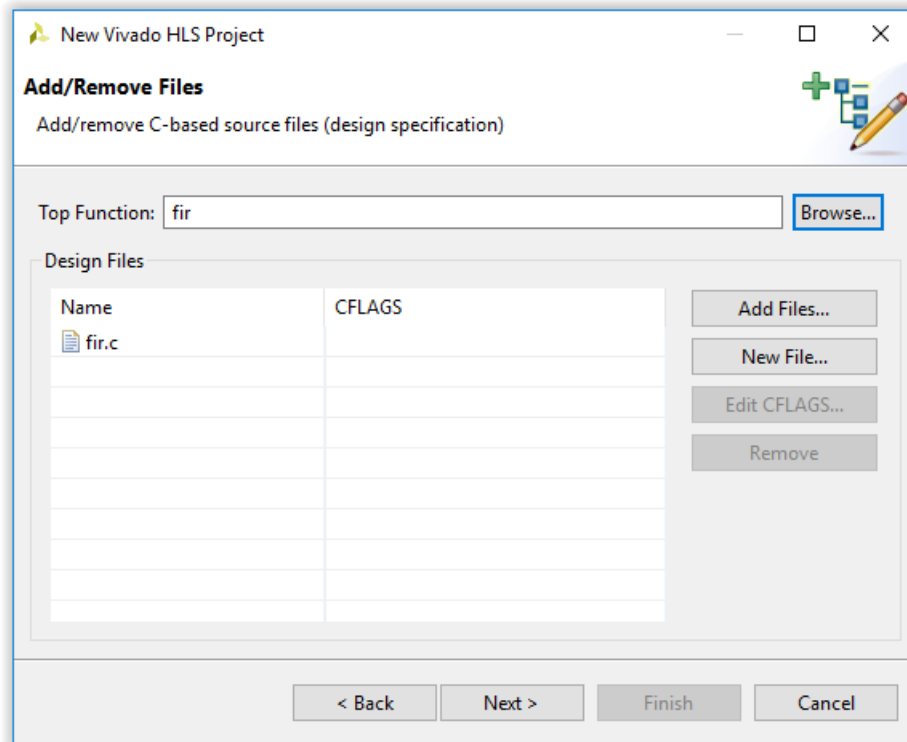 New Vivado HLS Project
Add/Remove Files
Add/remove C-based source files (design specification)
Top Function: fir Browse...
Design Files
Name CFLAGS
fir.c
Add Files...
New File...
Edit CFLAGS...
Remove
< Back Next > Finish Cancel